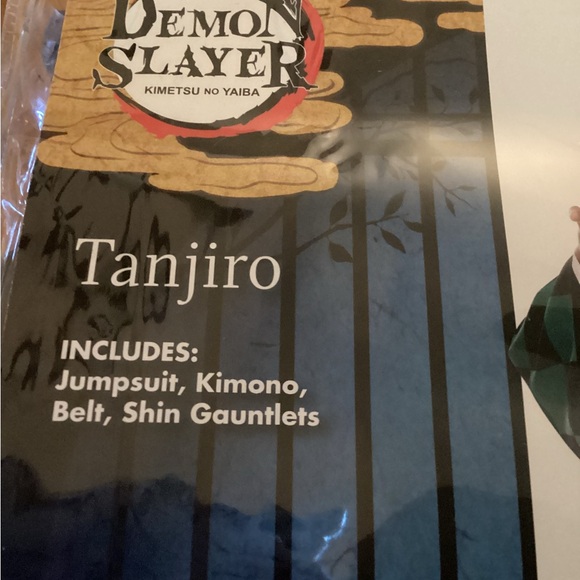 DEMON
SLAYER
KIMETSU NO YAIBA
Tanjiro
INCLUDES:
Jumpsuit, Kimono,
Belt, Shin Gauntlets